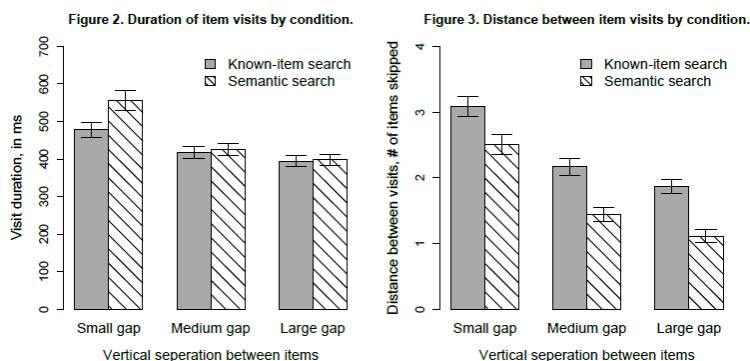 Figure 2. Duration of item visits by condition.
Visit duration, in ms
700
600
500
400
300
200
100
0
Known-item search
Semantic search
Small gap
Medium gap
Large gap
Vertical seperation between items
Figure 3. Distance between item visits by condition.
Distance between visits, # of items skipped
4
3
2
1
0
Known-item search
Semantic search
Small gap
Medium gap
Large gap
Vertical seperation between items